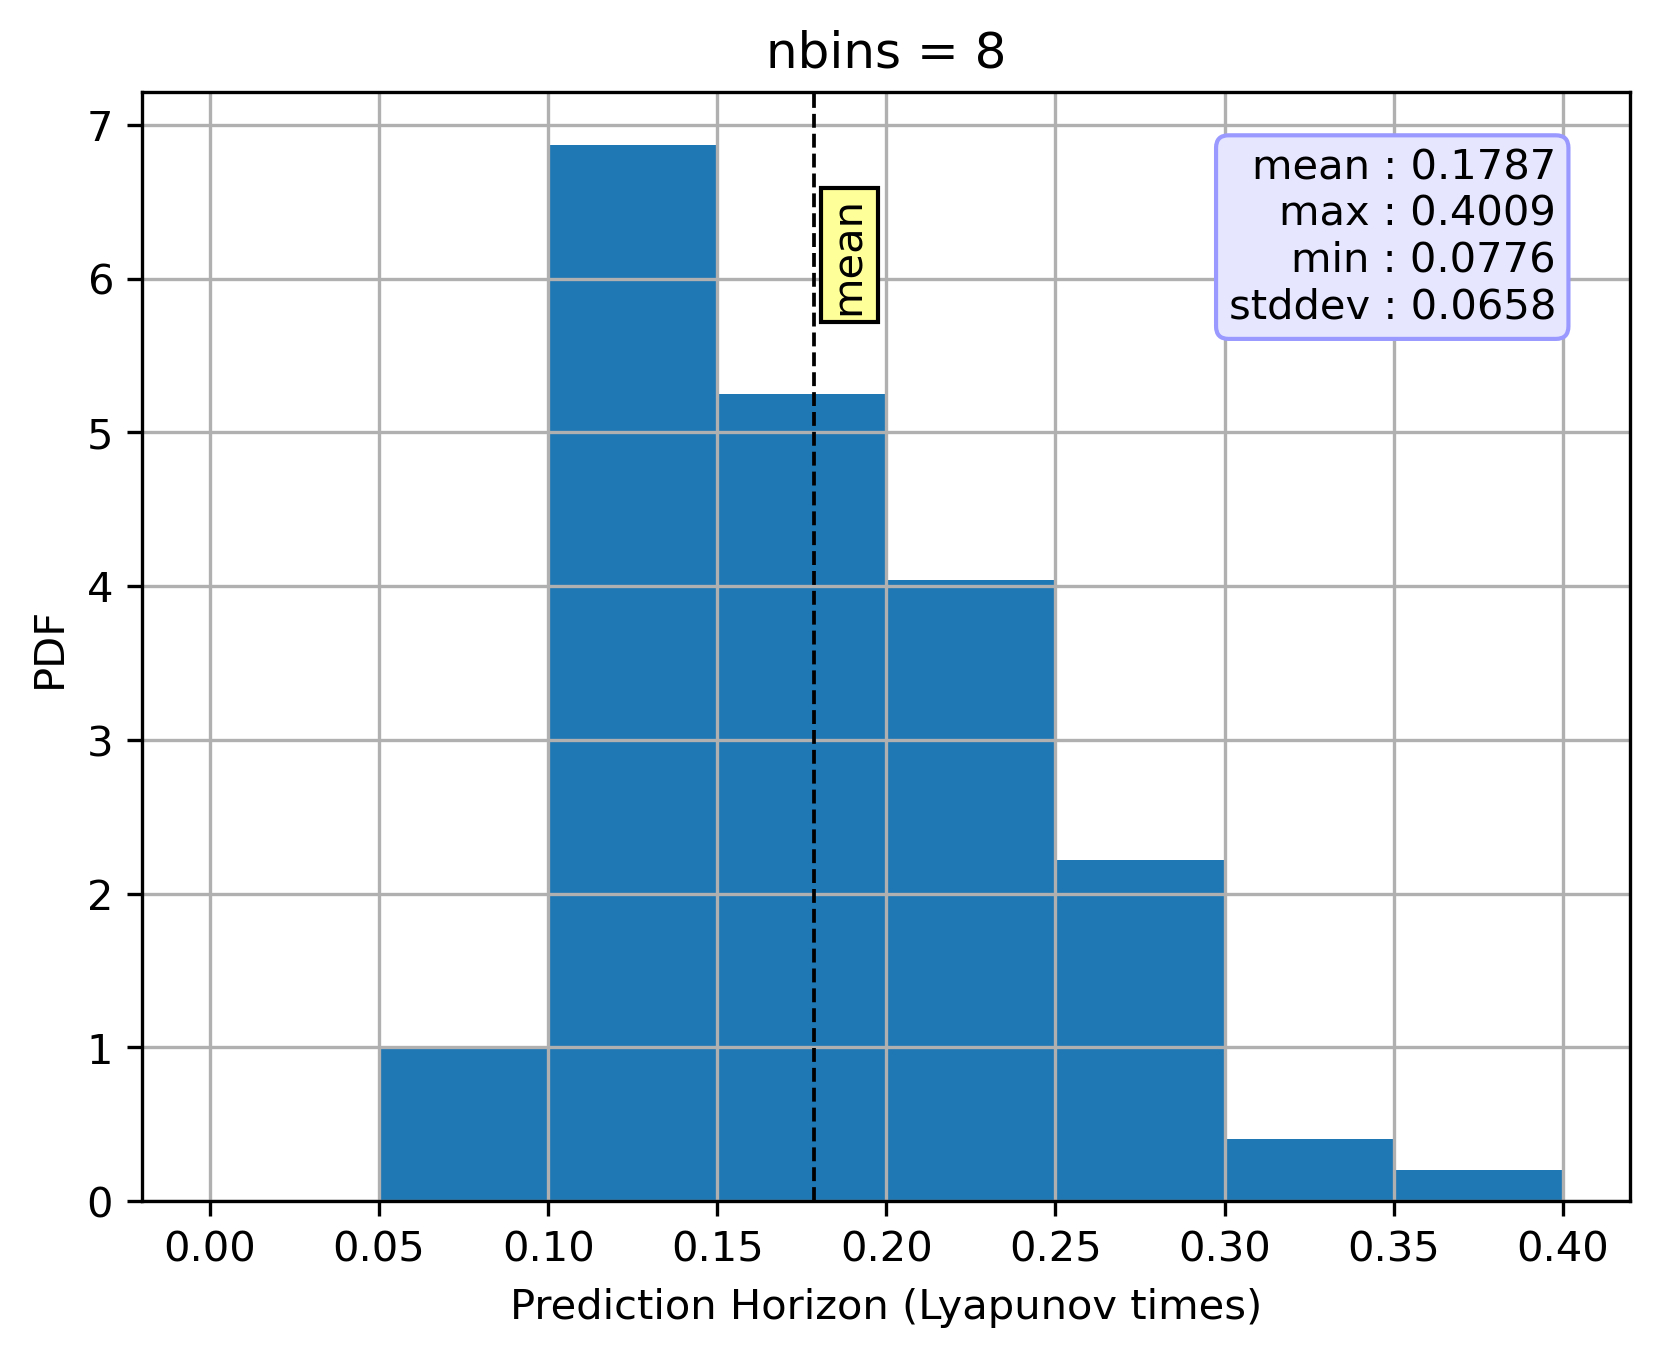 nbins = 8
7
6
5
4
3
2
1
0
PDF
mean
mean : 0.1787
max : 0.4009
min : 0.0776
stddev : 0.0658
0.00 0.05 0.10 0.15 0.20 0.25 0.30 0.35 0.40
Prediction Horizon (Lyapunov times)